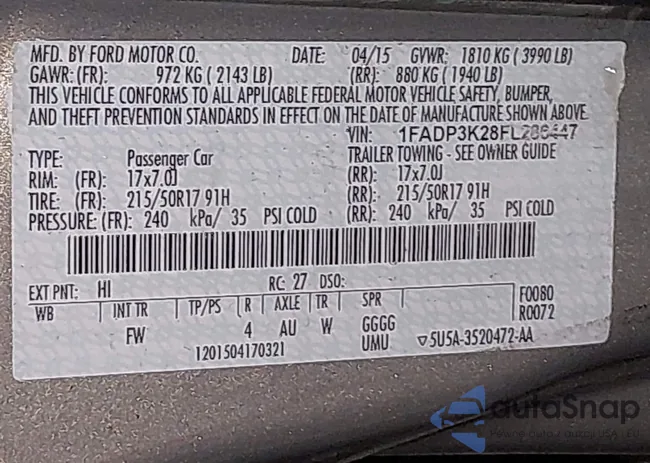 MFD. BY FORD MOTOR CO. DATE: 04/15 GVWR: 1810 KG ( 3990 LB)
GAWR: (FR): 972 KG ( 2143 LB) (RR): 880 KG ( 1940 LB)
THIS VEHICLE CONFORMS TO ALL APPLICABLE FEDERAL MOTOR VEHICLE SAFETY, BUMPER,
AND THEFT PREVENTION STANDARDS IN EFFECT ON THE DATE OF MANUFACTURE SHOWN ABOVE.
VIN:
TYPE: Passenger Car TRAILER TOWING - SEE OWNER GUIDE
RIM: (FR): 17x7.0J (RR): 17x7.0J
TIRE: (FR): 215/50R17 91H (RR): 215/50R17 91H
PRESSURE: (FR): 240 kPa/ 35 PSI COLD (RR): 240 kPa/ 35 PSI COLD
EXT PNT: HI RC: 27 DSO:
WB INT TR TP/PS R AXLE TR SPR F0080
FW 4 AU W GGGG R0072
1201504170321 UMU ▽5U5A-3520472-AA
autoSnap